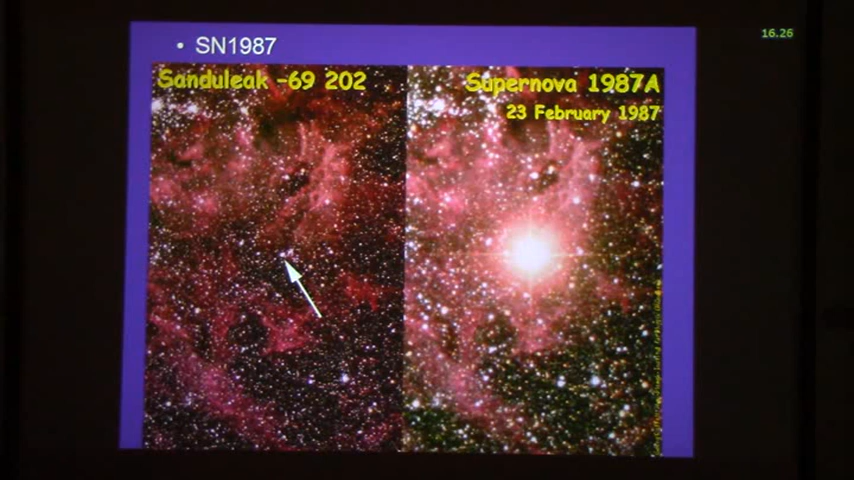 16.26
• SN1987
Sanduleak -69 202
Supernova 1987A
23 February 1987